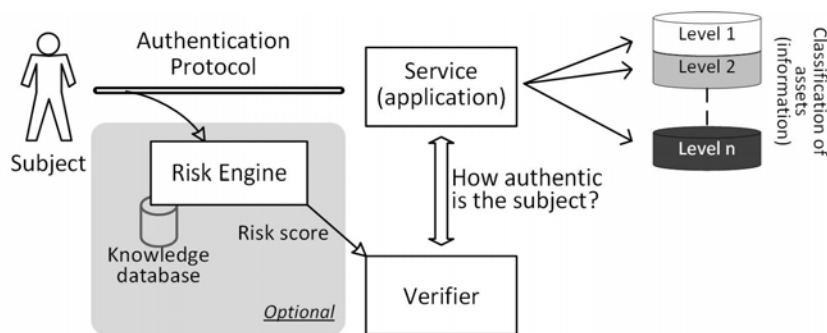 Authentication
Protocol
Subject
Risk Engine
Knowledge
database
Risk score
Optional
Service
(application)
How authentic
is the subject?
Verifier
Level 1
Level 2
Level n
Classification of
assets
(information)